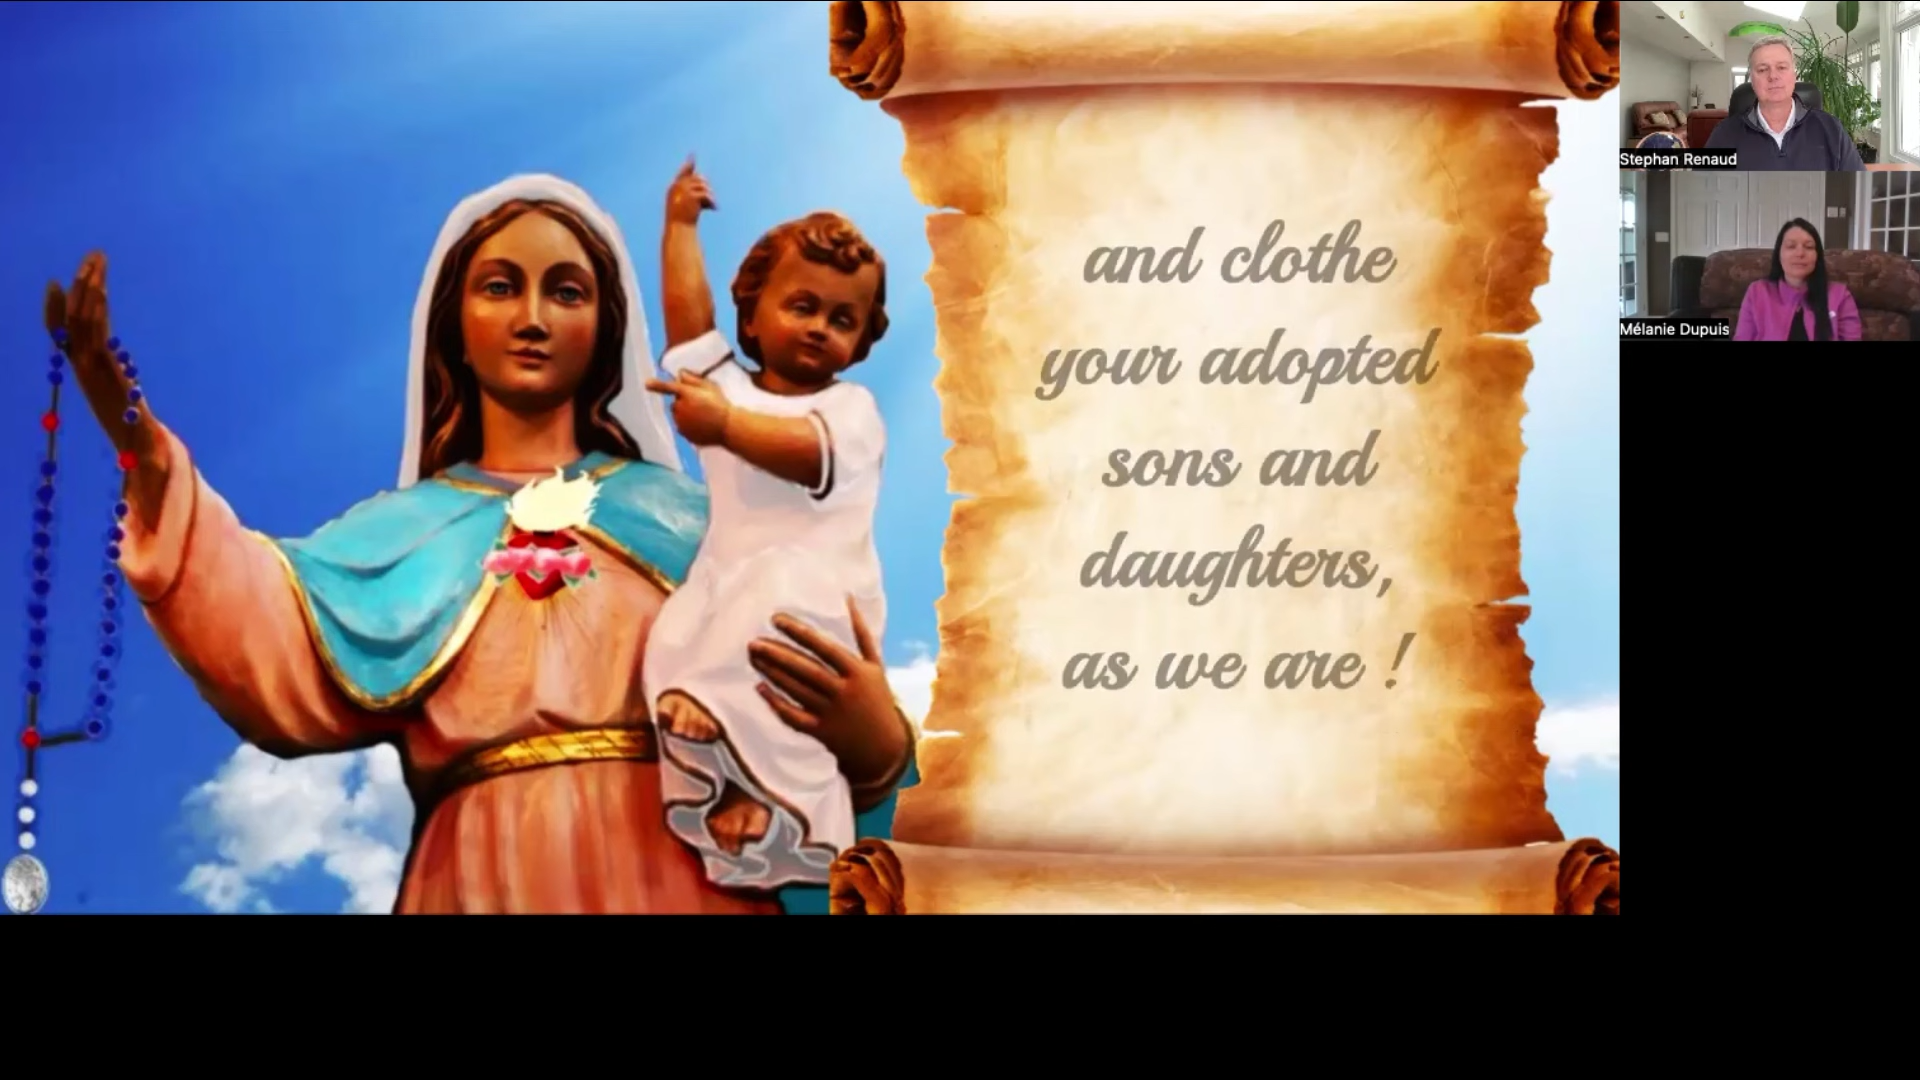 and clothe
your adopted
sons and
daughters,
as we are !
Stephan Renaud
Mélanie Dupuis